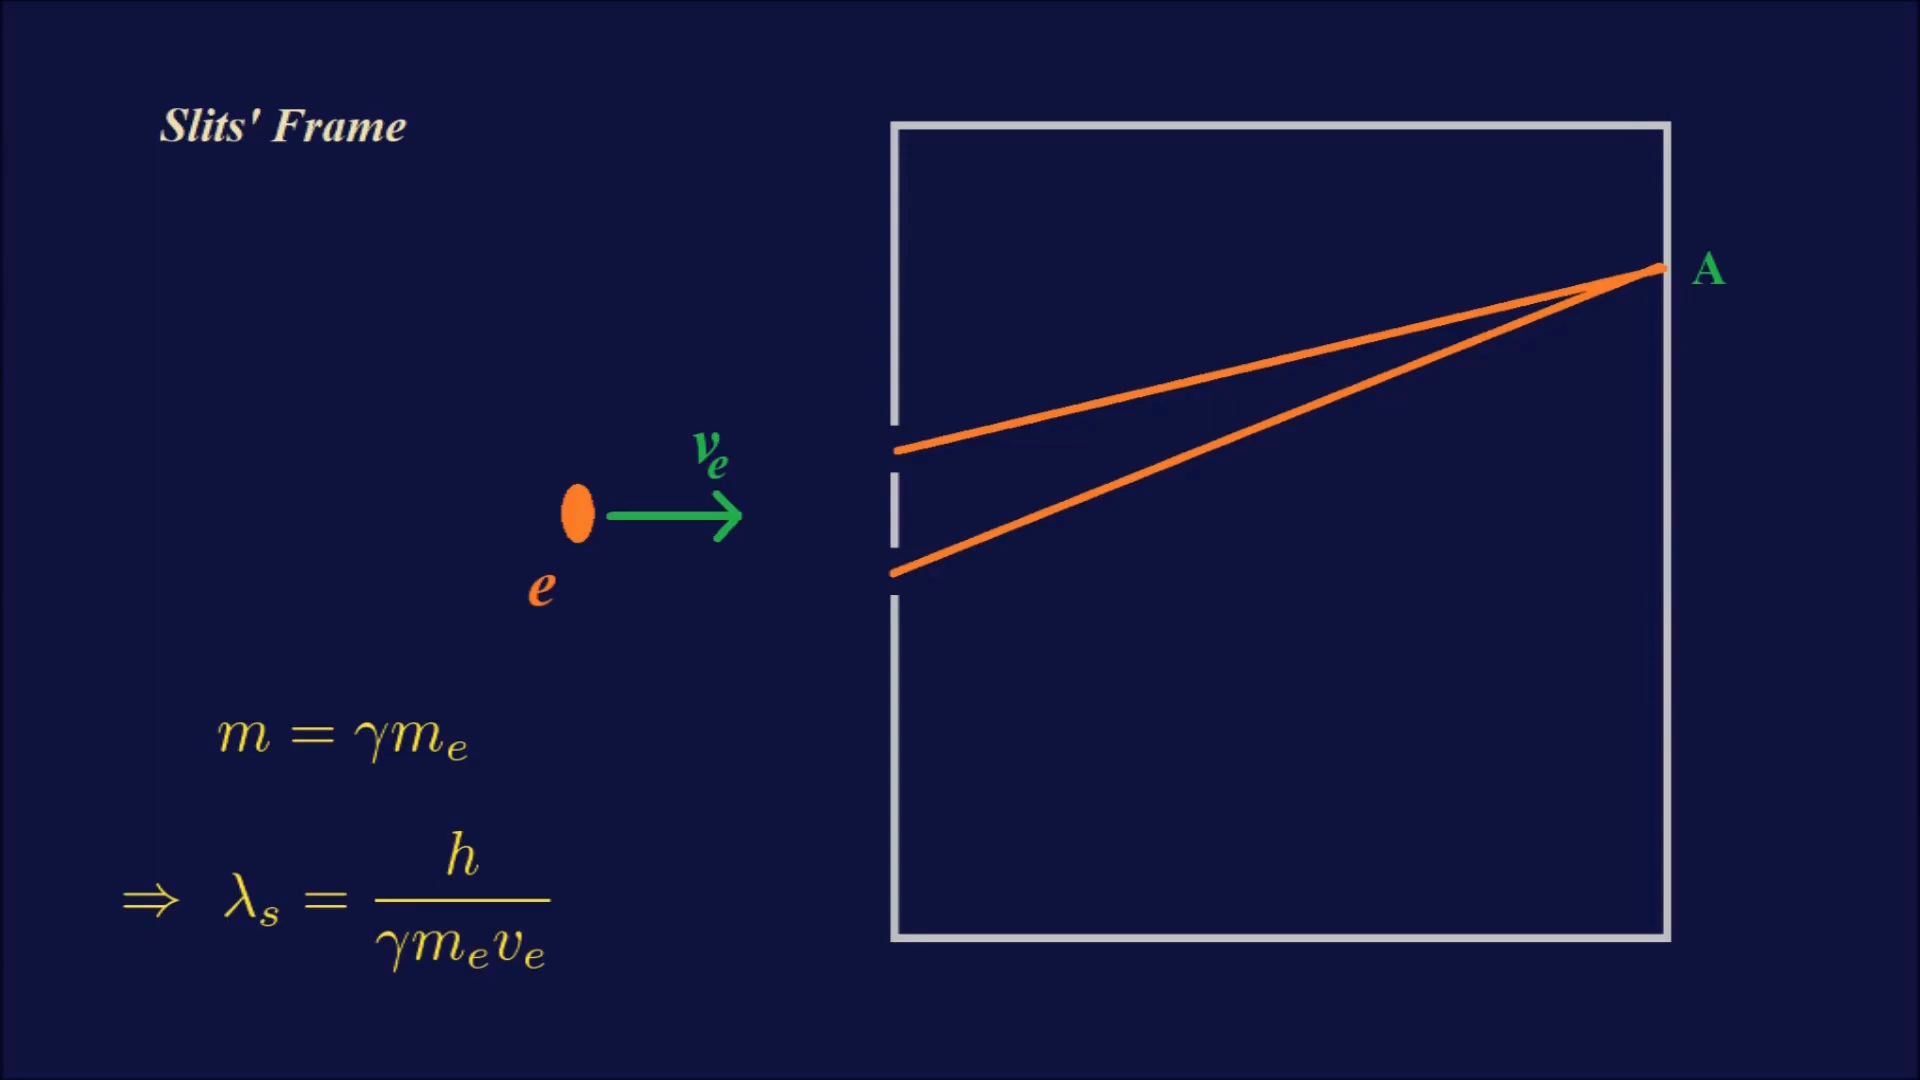 Slits' Frame
A
vₑ
e
m = γmₑ
⇒ λₛ = h / γmₑvₑ